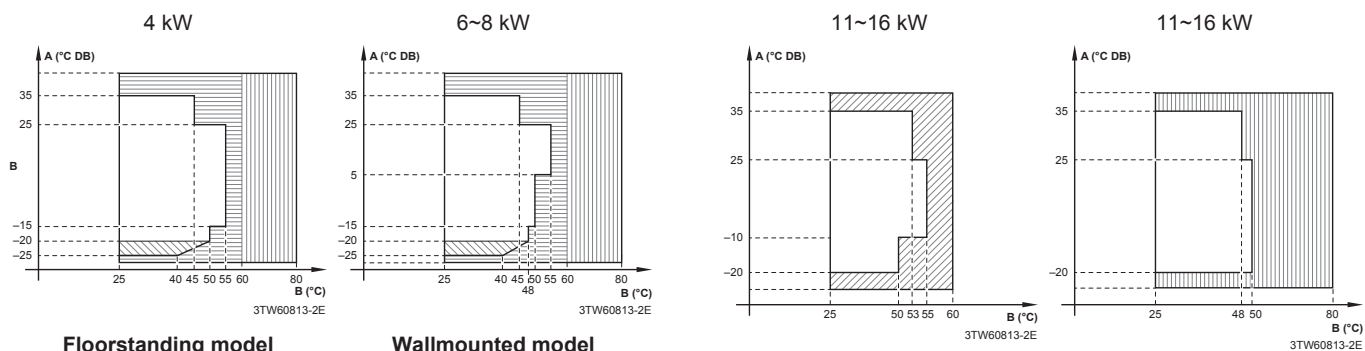 4 kW
A (°C DB)
35
25
B
–15
–20
–25
25 40 45 50 55 60 80
B (°C)
3TW60813-2E
Floorstanding model
6~8 kW
A (°C DB)
35
25
5
–15
–20
–25
25 40 45 50 55 60 80
48
B (°C)
3TW60813-2E
Wallmounted model
11~16 kW
A (°C DB)
35
25
–10
–20
25 50 53 55 60
B (°C)
3TW60813-2E
11~16 kW
A (°C DB)
35
25
–20
25 48 50 80
B (°C)
3TW60813-2E